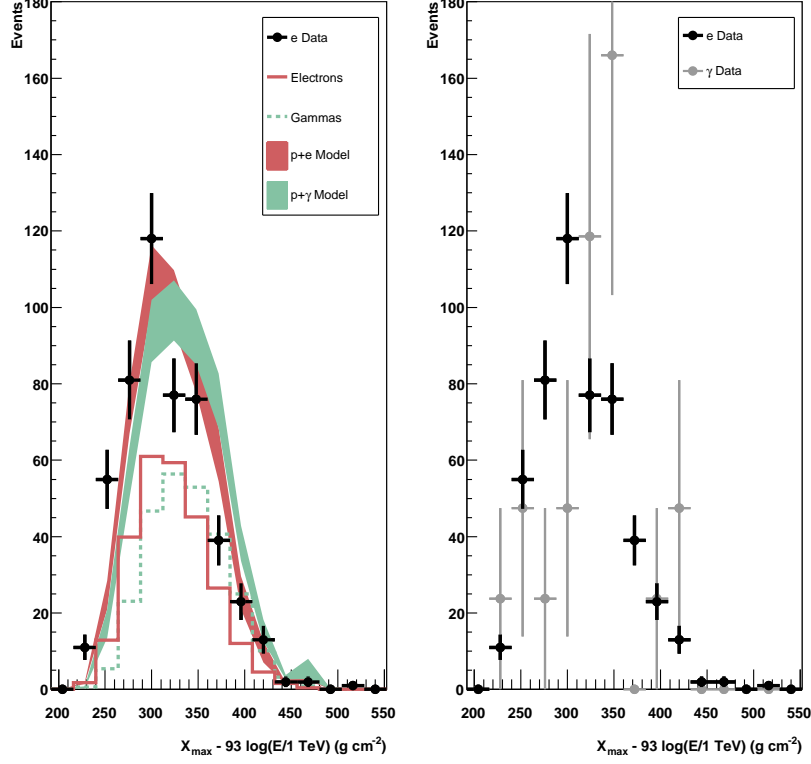 Events
180
160
140
120
100
80
60
40
20
0
200 250 300 350 400 450 500 550
X_max - 93 log(E/1 TeV) (g cm^-2)
e Data
Electrons
Gammas
p+e Model
p+γ Model
Events
180
160
140
120
100
80
60
40
20
0
200 250 300 350 400 450 500 550
X_max - 93 log(E/1 TeV) (g cm^-2)
e Data
γ Data